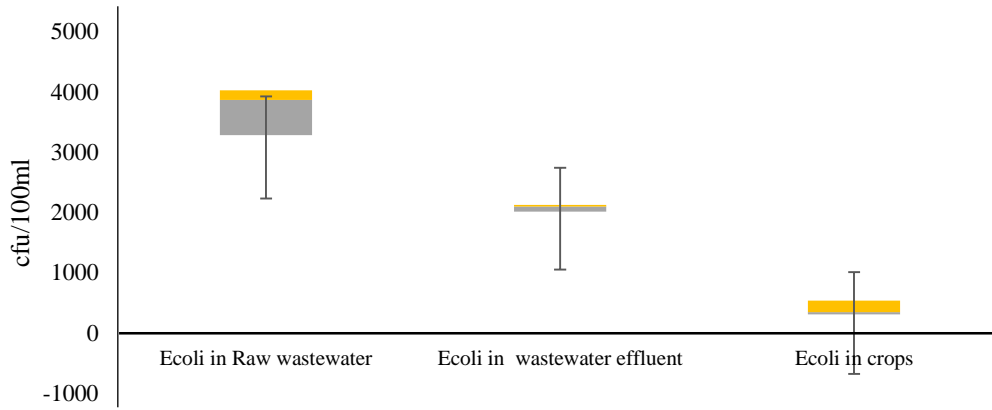 5000
4000
3000
2000
1000
0
-1000
cfu/100ml
Ecoli in Raw wastewater
Ecoli in wastewater effluent
Ecoli in crops